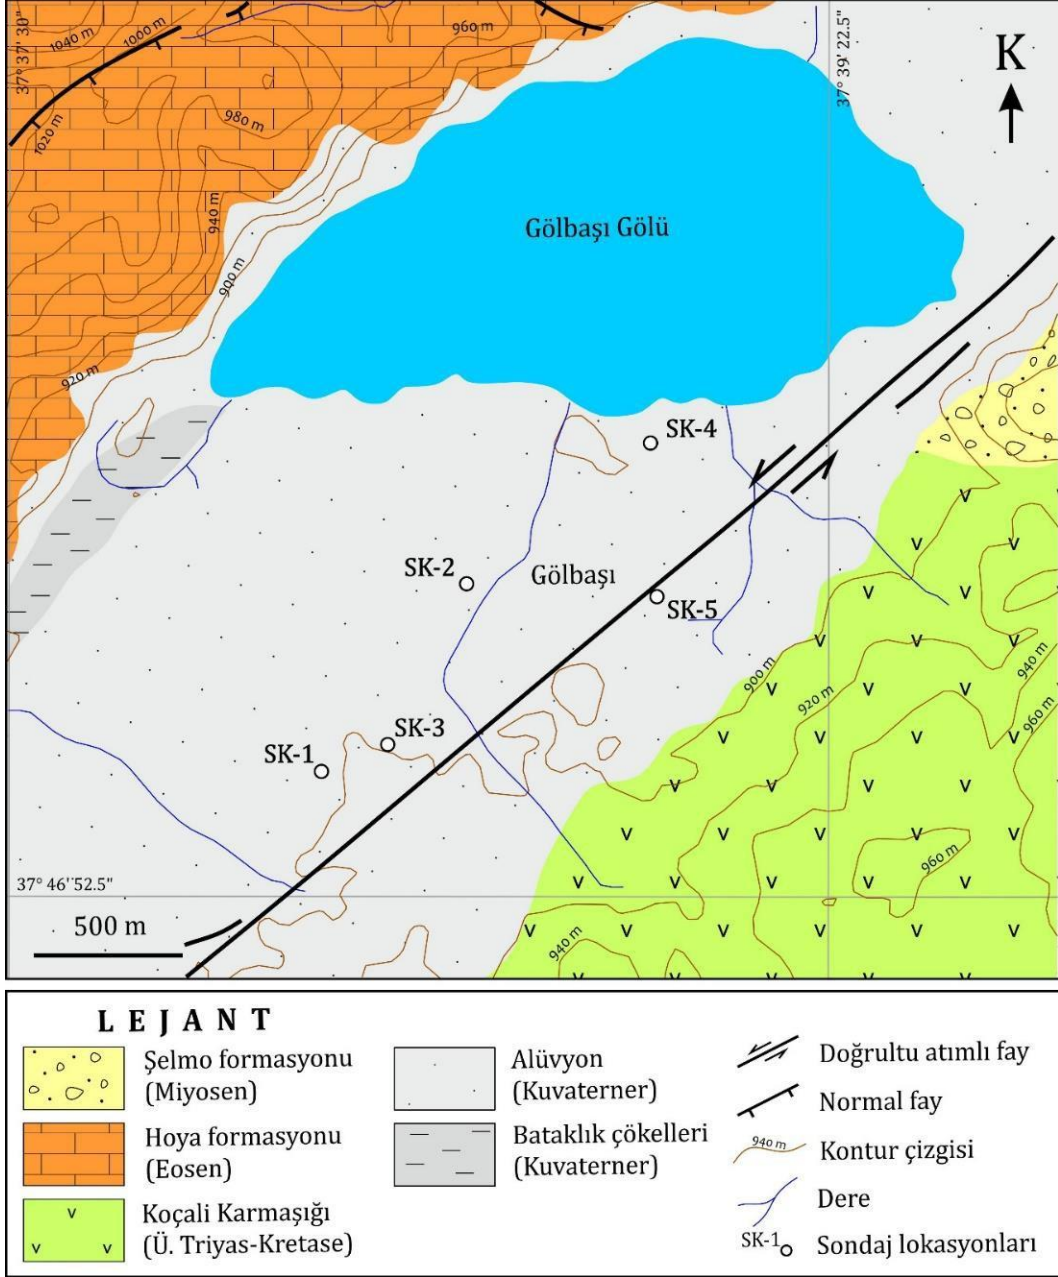 960 m
1040 m
1000 m
37° 37' 30"
37° 39' 22.5"
K
1020 m
980 m
940 m
Gölbaşı Gölü
900 m
920 m
SK-4
SK-2
Gölbaşı
SK-5
900 m
920 m
940 m
960 m
SK-3
SK-1
960 m
37° 46' 52.5"
500 m
940 m
LEJANT
Şelmo formasyonu
(Miyosen)
Hoya formasyonu
(Eosen)
Koçali Karmaşığı
(Ü. Triyas-Kretase)
Alüvyon
(Kuvaterner)
Bataklık çökelleri
(Kuvaterner)
Doğrultu atımlı fay
Normal fay
940 m
Kontur çizgisi
Dere
SK-1
Sondaj lokasyonları